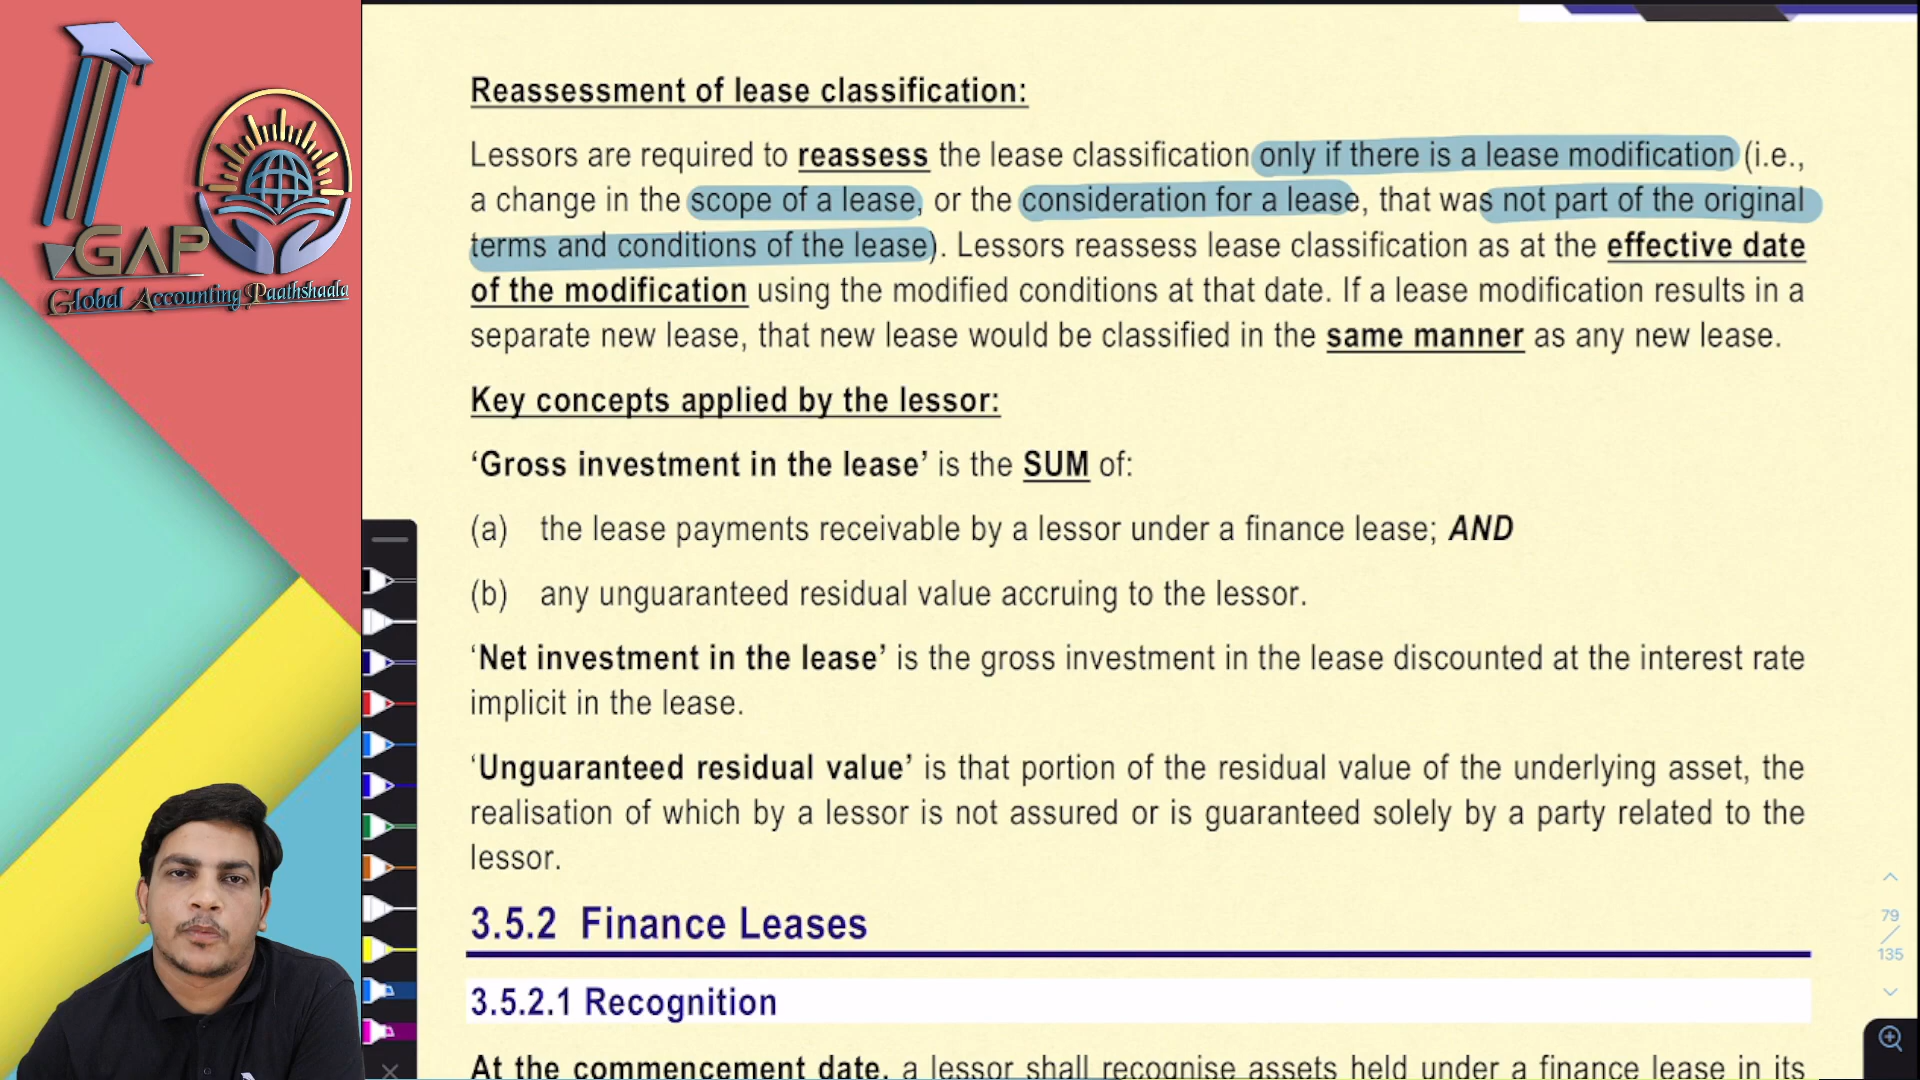 GAP
Global Accounting Paathshaala
Reassessment of lease classification:
Lessors are required to reassess the lease classification only if there is a lease modification (i.e.,
a change in the scope of a lease, or the consideration for a lease, that was not part of the original
terms and conditions of the lease). Lessors reassess lease classification as at the effective date
of the modification using the modified conditions at that date. If a lease modification results in a
separate new lease, that new lease would be classified in the same manner as any new lease.
Key concepts applied by the lessor:
‘Gross investment in the lease’ is the SUM of:
(a) the lease payments receivable by a lessor under a finance lease; AND
(b) any unguaranteed residual value accruing to the lessor.
‘Net investment in the lease’ is the gross investment in the lease discounted at the interest rate
implicit in the lease.
‘Unguaranteed residual value’ is that portion of the residual value of the underlying asset, the
realisation of which by a lessor is not assured or is guaranteed solely by a party related to the
lessor.
3.5.2 Finance Leases
3.5.2.1 Recognition
At the commencement date, a lessor shall recognise assets held under a finance lease in its
79
/
135